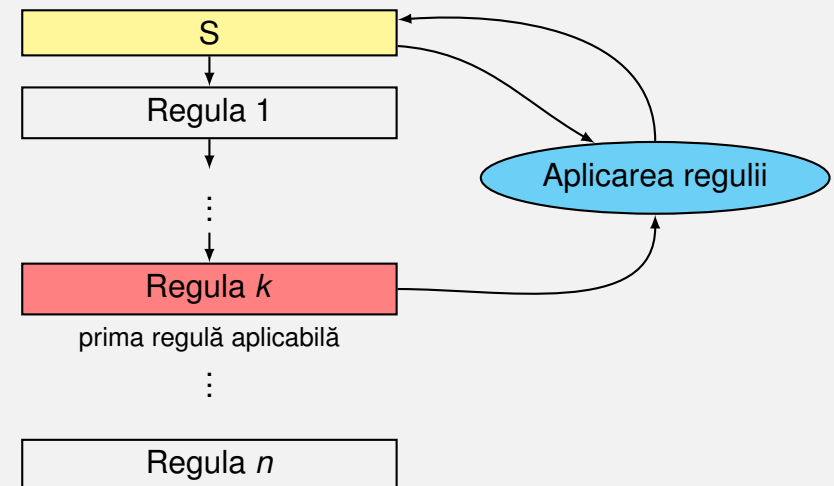 S
Regula 1
Aplicarea regulii
⋮
Regula k
prima regulă aplicabilă
⋮
Regula n